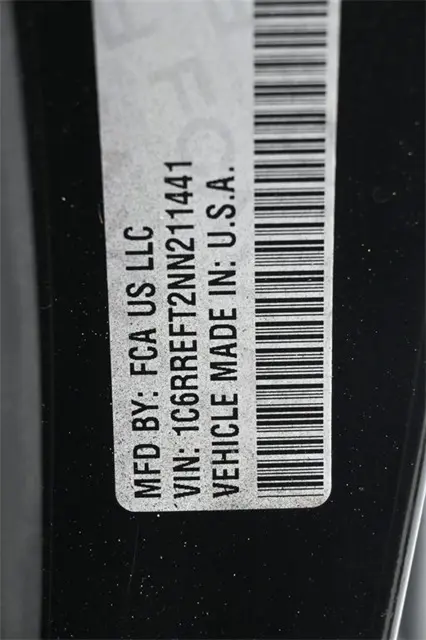 MFD BY: FCA US LLC
VIN: 1C6RREFT2NN211441
VEHICLE MADE IN: U.S.A.